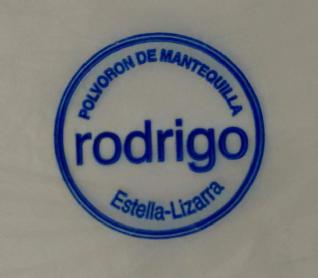 POLVORON DE MANTEQUILLA
rodrigo
Estella-Lizarra